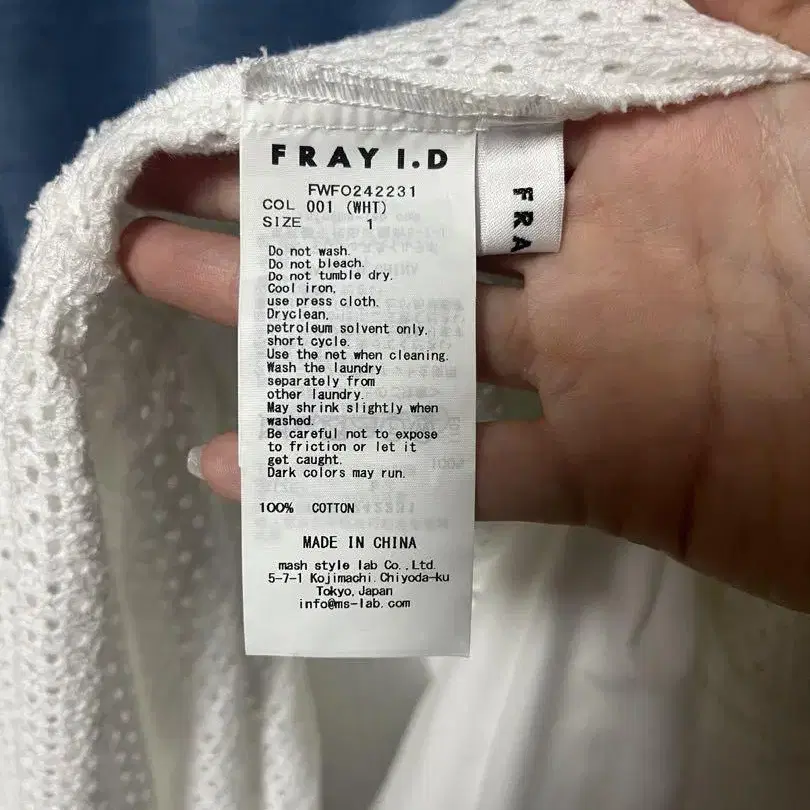 FRAY I.D
FRA
FWFO242231
COL 001 (WHT)
SIZE 1
Do not wash.
Do not bleach.
Do not tumble dry.
Cool iron,
use press cloth.
Dryclean,
petroleum solvent only,
short cycle.
Use the net when cleaning.
Wash the laundry
separately from
other laundry.
May shrink slightly when
washed.
Be careful not to expose
to friction or let it
get caught.
Dark colors may run.
100% COTTON
MADE IN CHINA
mash style lab Co.,Ltd.
5-7-1 Kojimachi.Chiyoda-ku
Tokyo,Japan
info@ms-lab.com